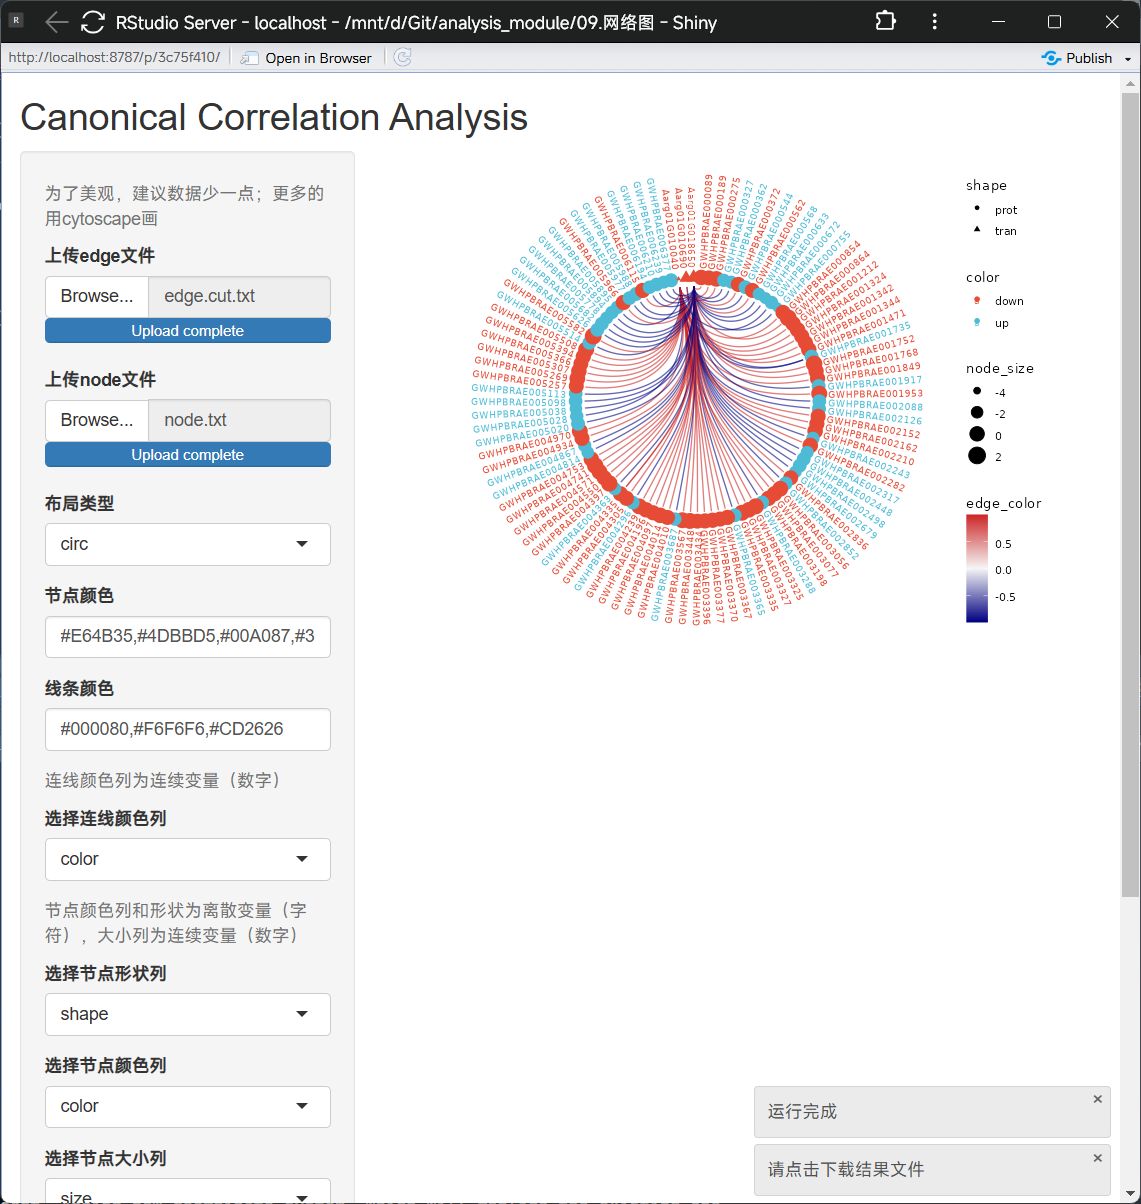 RStudio Server - localhost - /mnt/d/Git/analysis_module/09.网络图 - Shiny
http://localhost:8787/p/3c75f410/
Open in Browser
Publish
Canonical Correlation Analysis
为了美观，建议数据少一点；更多的
用cytoscape画
上传edge文件
Browse...
edge.cut.txt
Upload complete
上传node文件
Browse...
node.txt
Upload complete
布局类型
circ
节点颜色
#E64B35,#4DBBD5,#00A087,#3
线条颜色
#000080,#F6F6F6,#CD2626
连线颜色列为连续变量（数字）
选择连线颜色列
color
节点颜色列和形状为离散变量（字
符），大小列为连续变量（数字）
选择节点形状列
shape
选择节点颜色列
color
选择节点大小列
size
Aarg01G010690
Aarg01G018650
GWHPBRAE000089
GWHPBRAE000189
GWHPBRAE000275
GWHPBRAE000327
GWHPBRAE000362
GWHPBRAE000372
GWHPBRAE000544
GWHPBRAE000562
GWHPBRAE000568
GWHPBRAE000633
GWHPBRAE000672
GWHPBRAE000755
GWHPBRAE000854
GWHPBRAE000864
GWHPBRAE001212
GWHPBRAE001324
GWHPBRAE001342
GWHPBRAE001344
GWHPBRAE001471
GWHPBRAE001735
GWHPBRAE001752
GWHPBRAE001768
GWHPBRAE001849
GWHPBRAE001917
GWHPBRAE001953
GWHPBRAE002088
GWHPBRAE002126
GWHPBRAE002152
GWHPBRAE002162
GWHPBRAE002210
GWHPBRAE002243
GWHPBRAE002282
GWHPBRAE002317
GWHPBRAE002448
GWHPBRAE002498
GWHPBRAE002679
GWHPBRAE002836
GWHPBRAE002852
GWHPBRAE003056
GWHPBRAE003077
GWHPBRAE003198
GWHPBRAE003288
GWHPBRAE003325
GWHPBRAE003327
GWHPBRAE003335
GWHPBRAE003365
GWHPBRAE003367
GWHPBRAE003370
GWHPBRAE003377
GWHPBRAE003396
GWHPBRAE003434
GWHPBRAE003448
GWHPBRAE003567
GWHPBRAE004934
GWHPBRAE004970
GWHPBRAE005028
GWHPBRAE005038
GWHPBRAE005098
GWHPBRAE005113
GWHPBRAE005257
GWHPBRAE005269
GWHPBRAE005307
GWHPBRAE005366
GWHPBRAE005394
GWHPBRAE005508
shape
prot
tran
color
down
up
node_size
-4
-2
0
2
edge_color
0.5
0.0
-0.5
运行完成
×
请点击下载结果文件
×